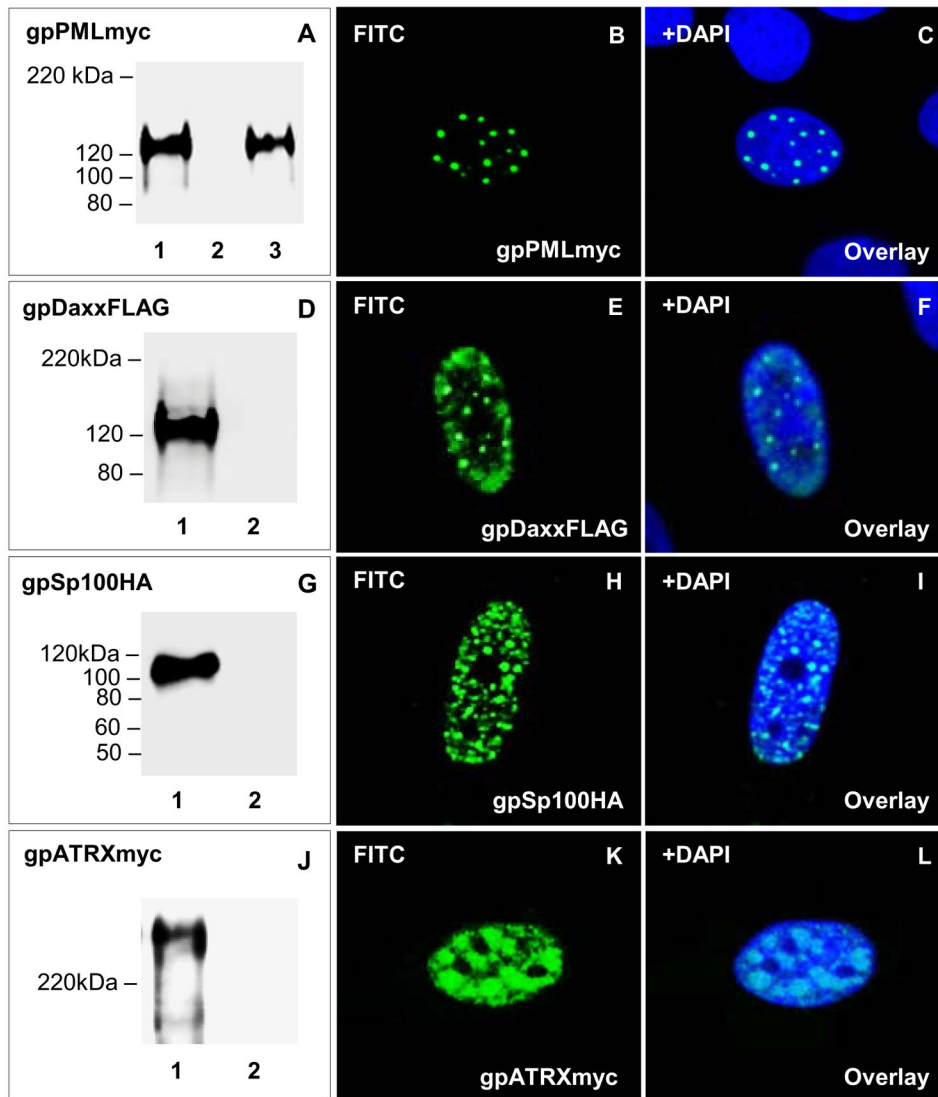 gpPMLmyc A
220 kDa –
120 –
100 –
80 –
1 2 3
FITC B
gpPMLmyc
+DAPI C
Overlay
gpDaxxFLAG D
220kDa –
120 –
80 –
1 2
FITC E
gpDaxxFLAG
+DAPI F
Overlay
gpSp100HA G
120kDa –
100 –
80 –
60 –
50 –
1 2
FITC H
gpSp100HA
+DAPI I
Overlay
gpATRXmyc J
220kDa –
1 2
FITC K
gpATRXmyc
+DAPI L
Overlay